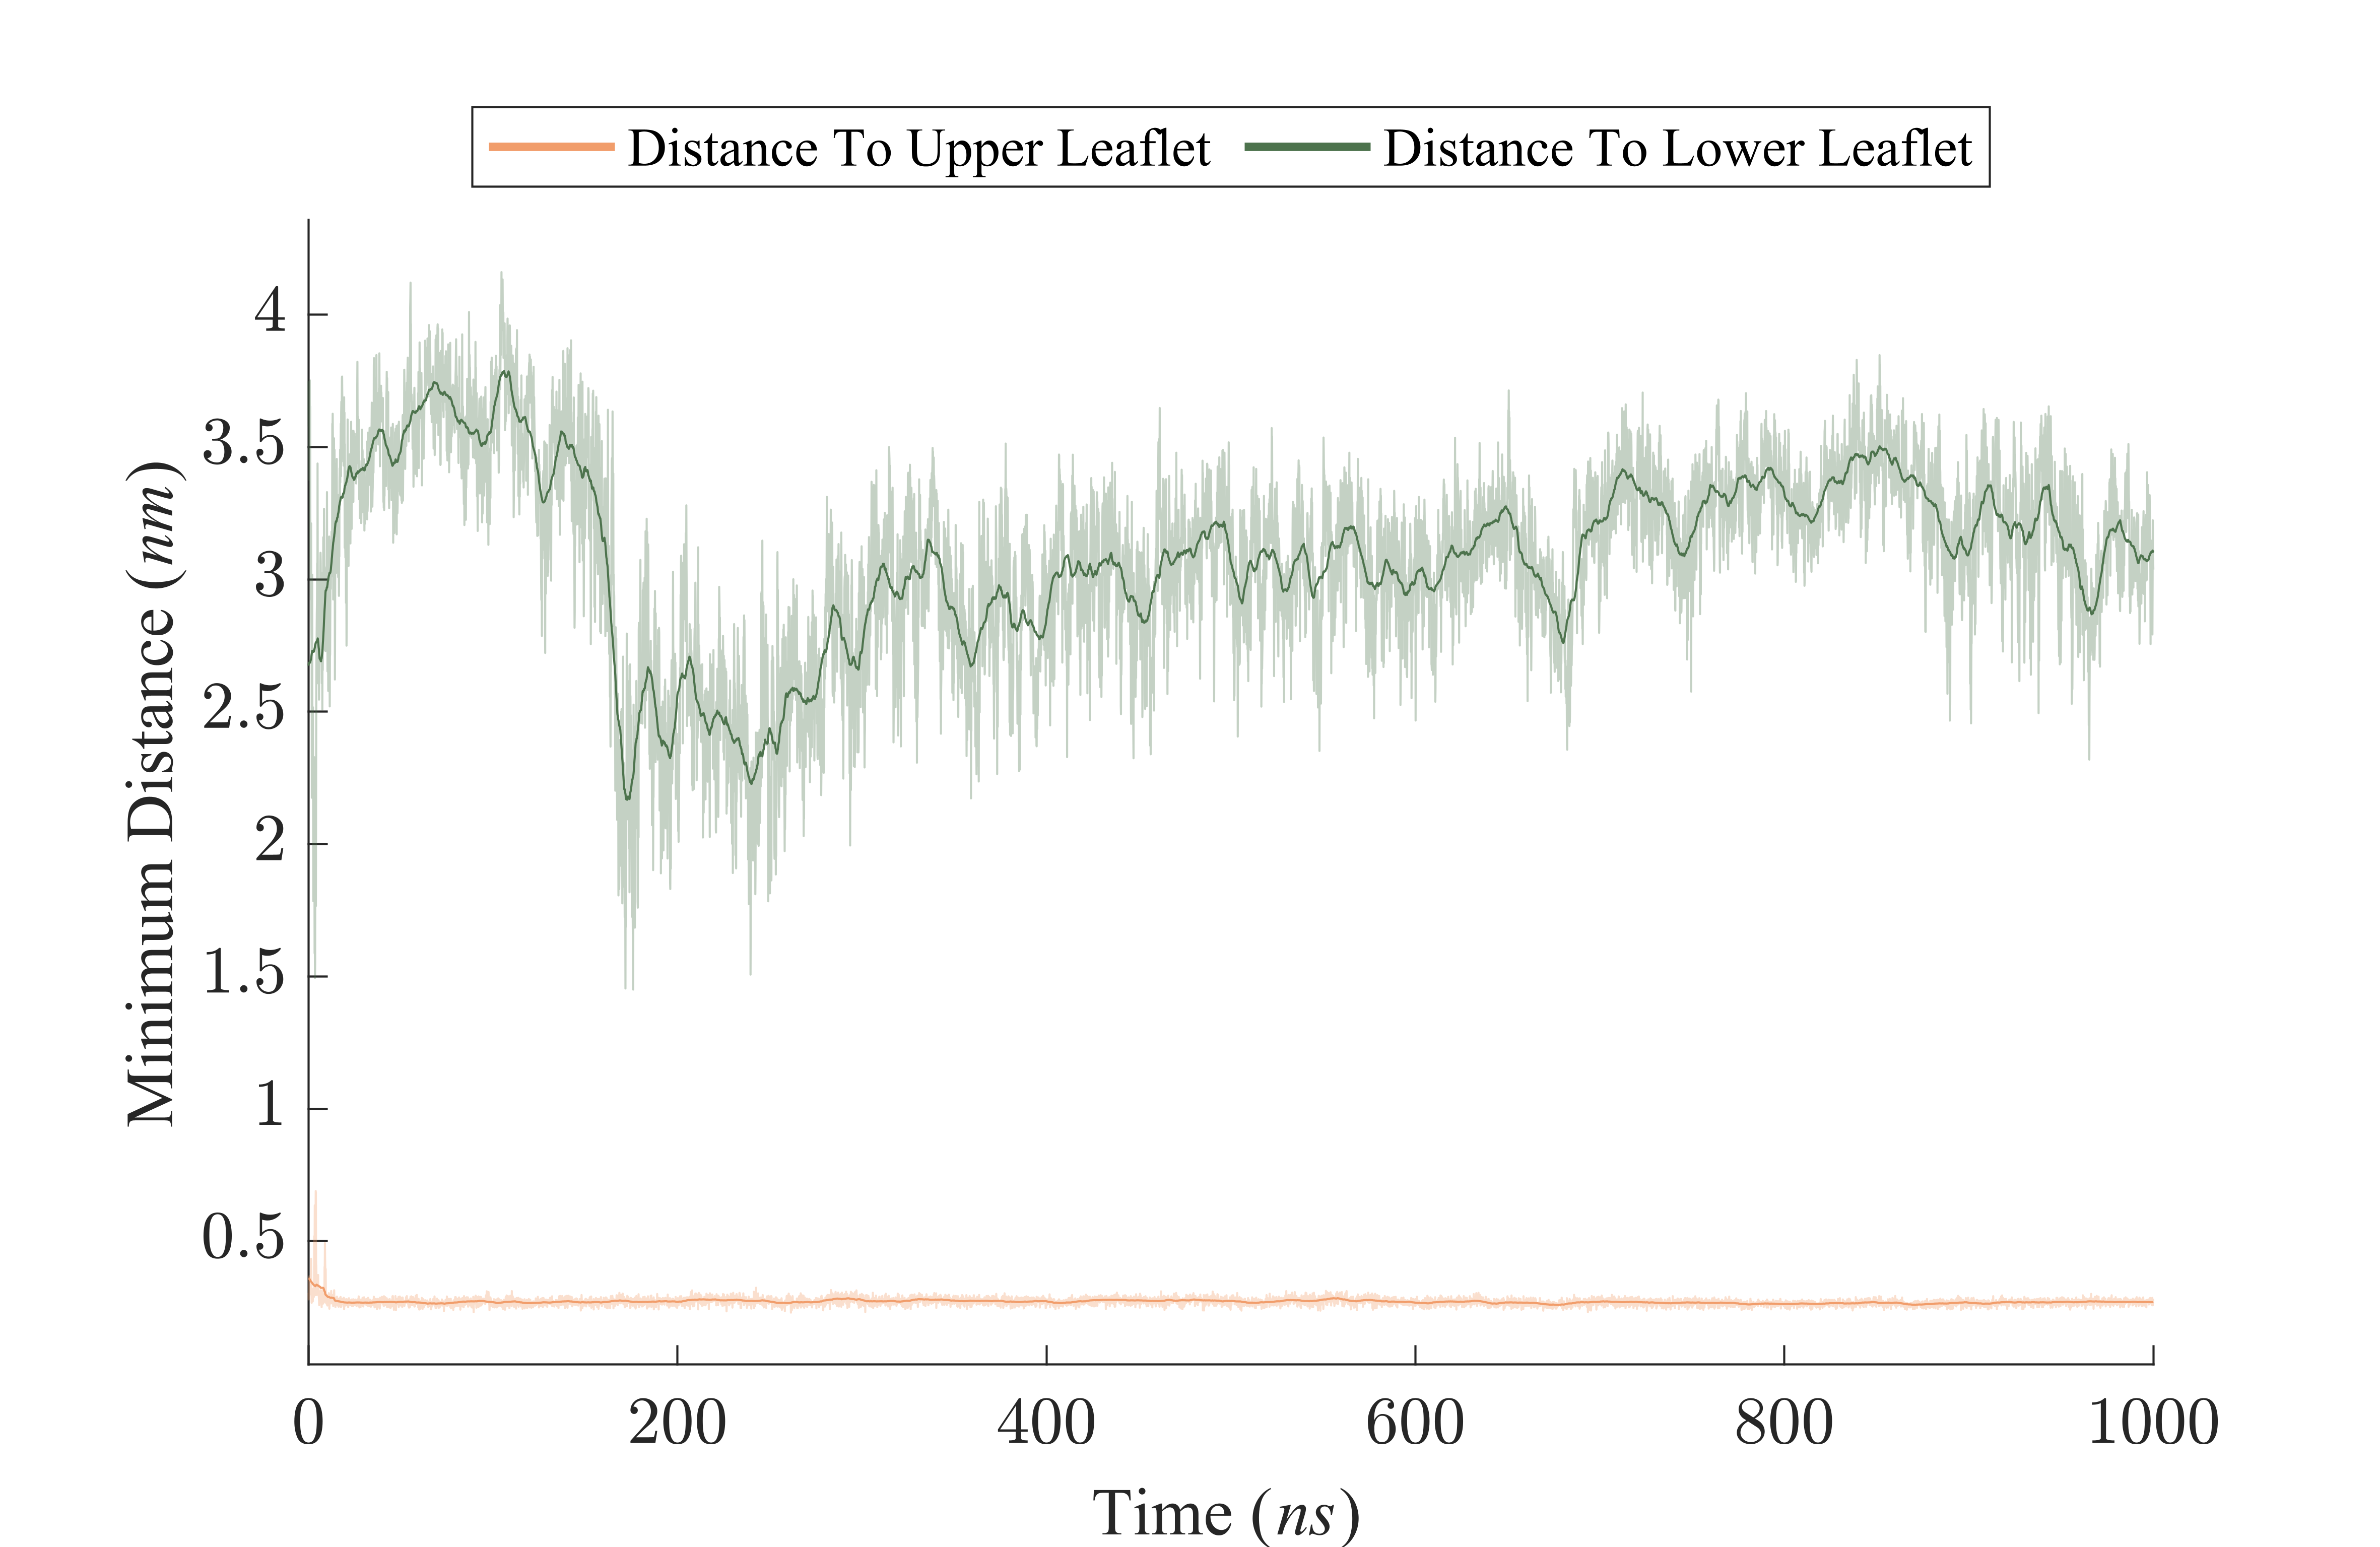 Distance To Upper Leaflet Distance To Lower Leaflet
Minimum Distance (nm)
4
3.5
3
2.5
2
1.5
1
0.5
0 200 400 600 800 1000
Time (ns)